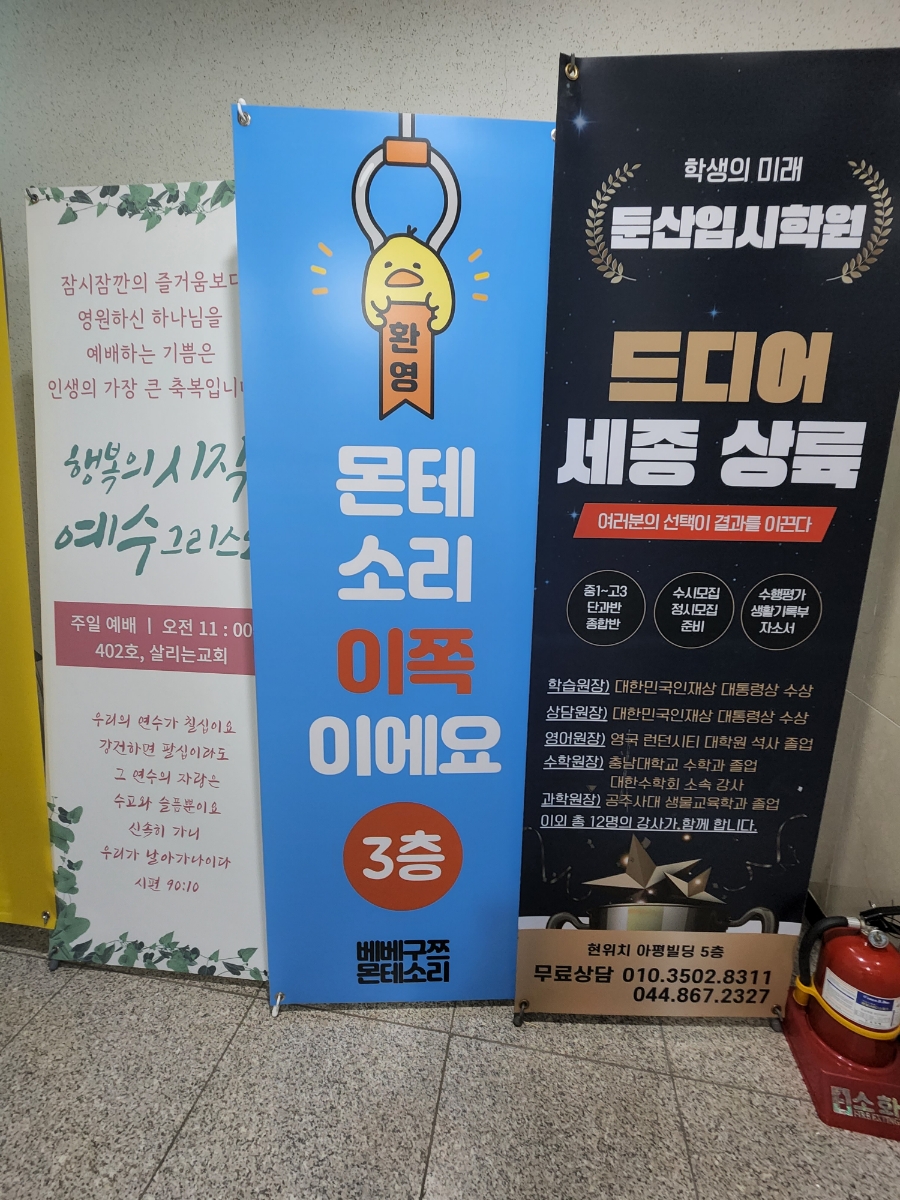 잠시잠깐의 즐거움보다
영원하신 하나님을
예배하는 기쁨은
인생의 가장 큰 축복입니
행복의 시작
예수그리스
주일 예배 | 오전 11 : 00
402호, 살리는교회
우리의 연수가 칠십이요
강건하면 팔십이라도
그 연수의 자랑은
수고와 슬픔뿐이요
신속히 가니
우리가 날아가나이다
시편 90:10
환영
몬테
소리
이쪽
이에요
3층
베베구쯔
몬테소리
학생의 미래
둔산입시학원
드디어
세종 상륙
여러분의 선택이 결과를 이끈다
중1~고3
단과반
종합반
수시모집
정시모집
준비
수행평가
생활기록부
자소서
학습원장) 대한민국인재상 대통령상 수상
상담원장) 대한민국인재상 대통령상 수상
영어원장) 영국 런던시티 대학원 석사 졸업
수학원장) 충남대학교 수학과 졸업
대한수학회 소속 강사
과학원장) 공주사대 생물교육학과 졸업
이외 총 12명의 강사가 함께 합니다.
현위치 아평빌딩 5층
무료상담 010.3502.8311
044.867.2327
소화